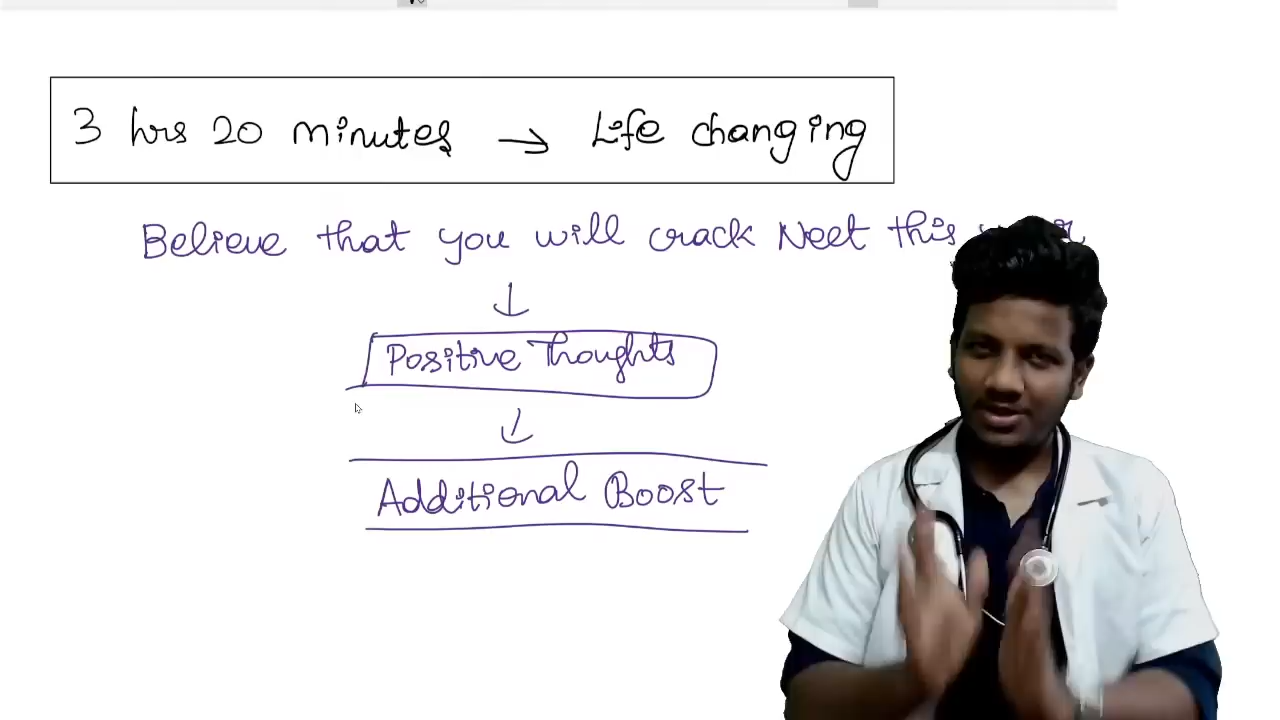 3 hrs 20 minutes → Life changing
Believe that you will crack Neet this
↓
Positive Thoughts
↓
Additional Boost